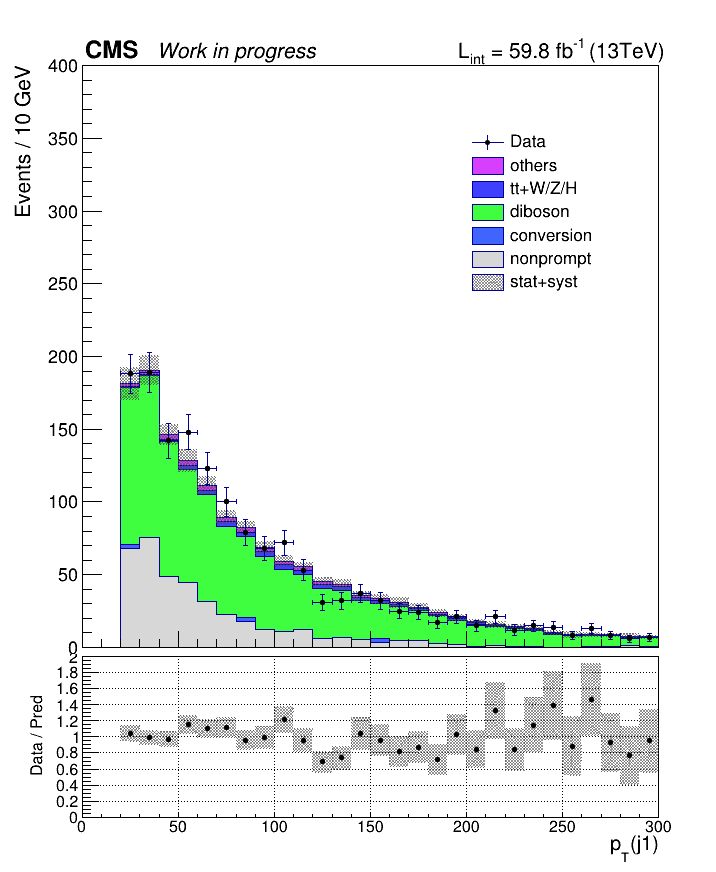 CMS Work in progress L_int = 59.8 fb^-1 (13TeV)
Events / 10 GeV
400
350
300
250
200
150
100
50
0
Data
others
tt+W/Z/H
diboson
conversion
nonprompt
stat+syst
Data / Pred
2
1.8
1.6
1.4
1.2
1
0.8
0.6
0.4
0.2
0
0 50 100 150 200 250 300
p_T(j1)